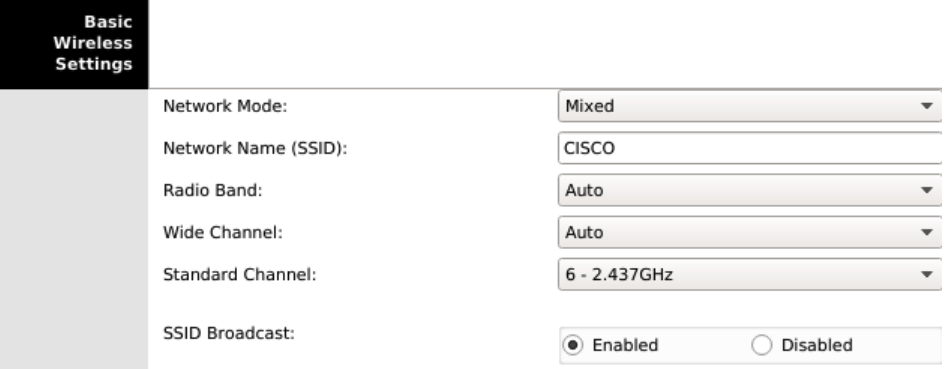 Basic
Wireless
Settings
Network Mode: Mixed
Network Name (SSID): CISCO
Radio Band: Auto
Wide Channel: Auto
Standard Channel: 6 - 2.437GHz
SSID Broadcast: Enabled Disabled